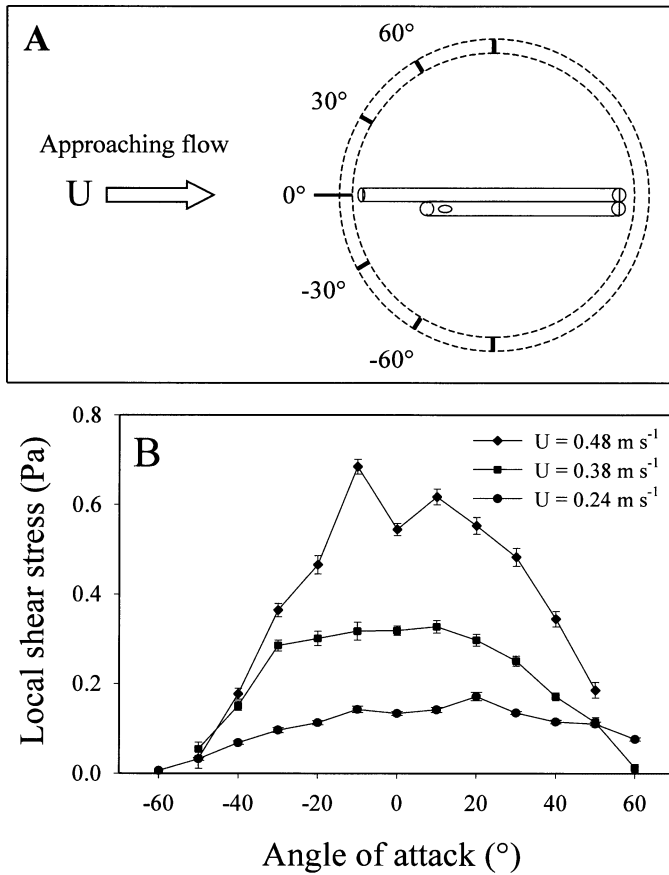 A
60°
30°
Approaching flow
U
0°
-30°
-60°
B
U = 0.48 m s⁻¹
U = 0.38 m s⁻¹
U = 0.24 m s⁻¹
Local shear stress (Pa)
0.8
0.6
0.4
0.2
0.0
-60 -40 -20 0 20 40 60
Angle of attack (°)